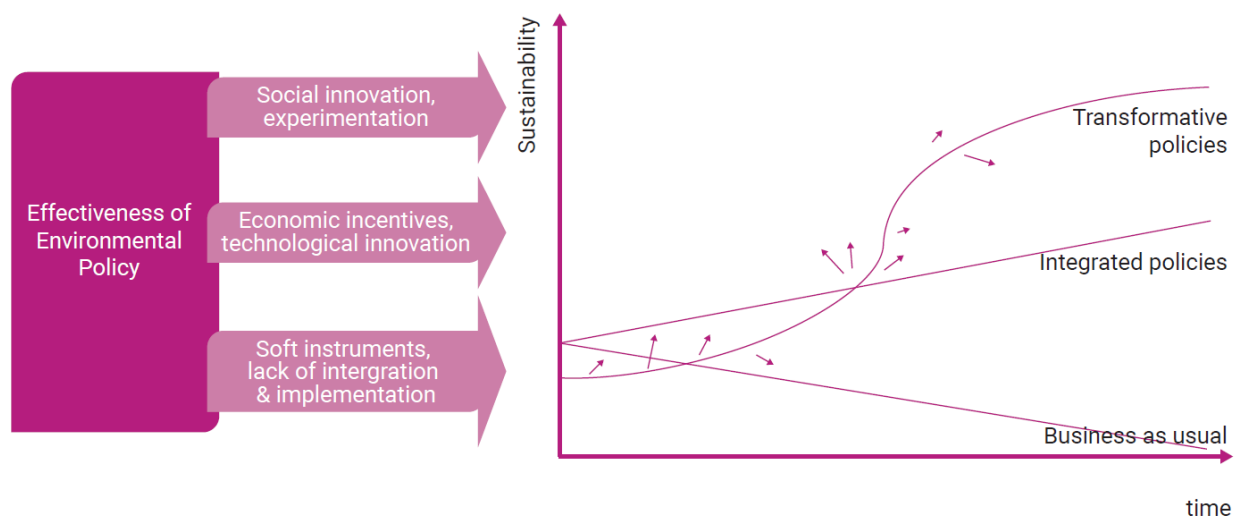 Effectiveness of
Environmental
Policy
Social innovation,
experimentation
Economic incentives,
technological innovation
Soft instruments,
lack of intergration
& implementation
Sustainability
Transformative
policies
Integrated policies
Business as usual
time